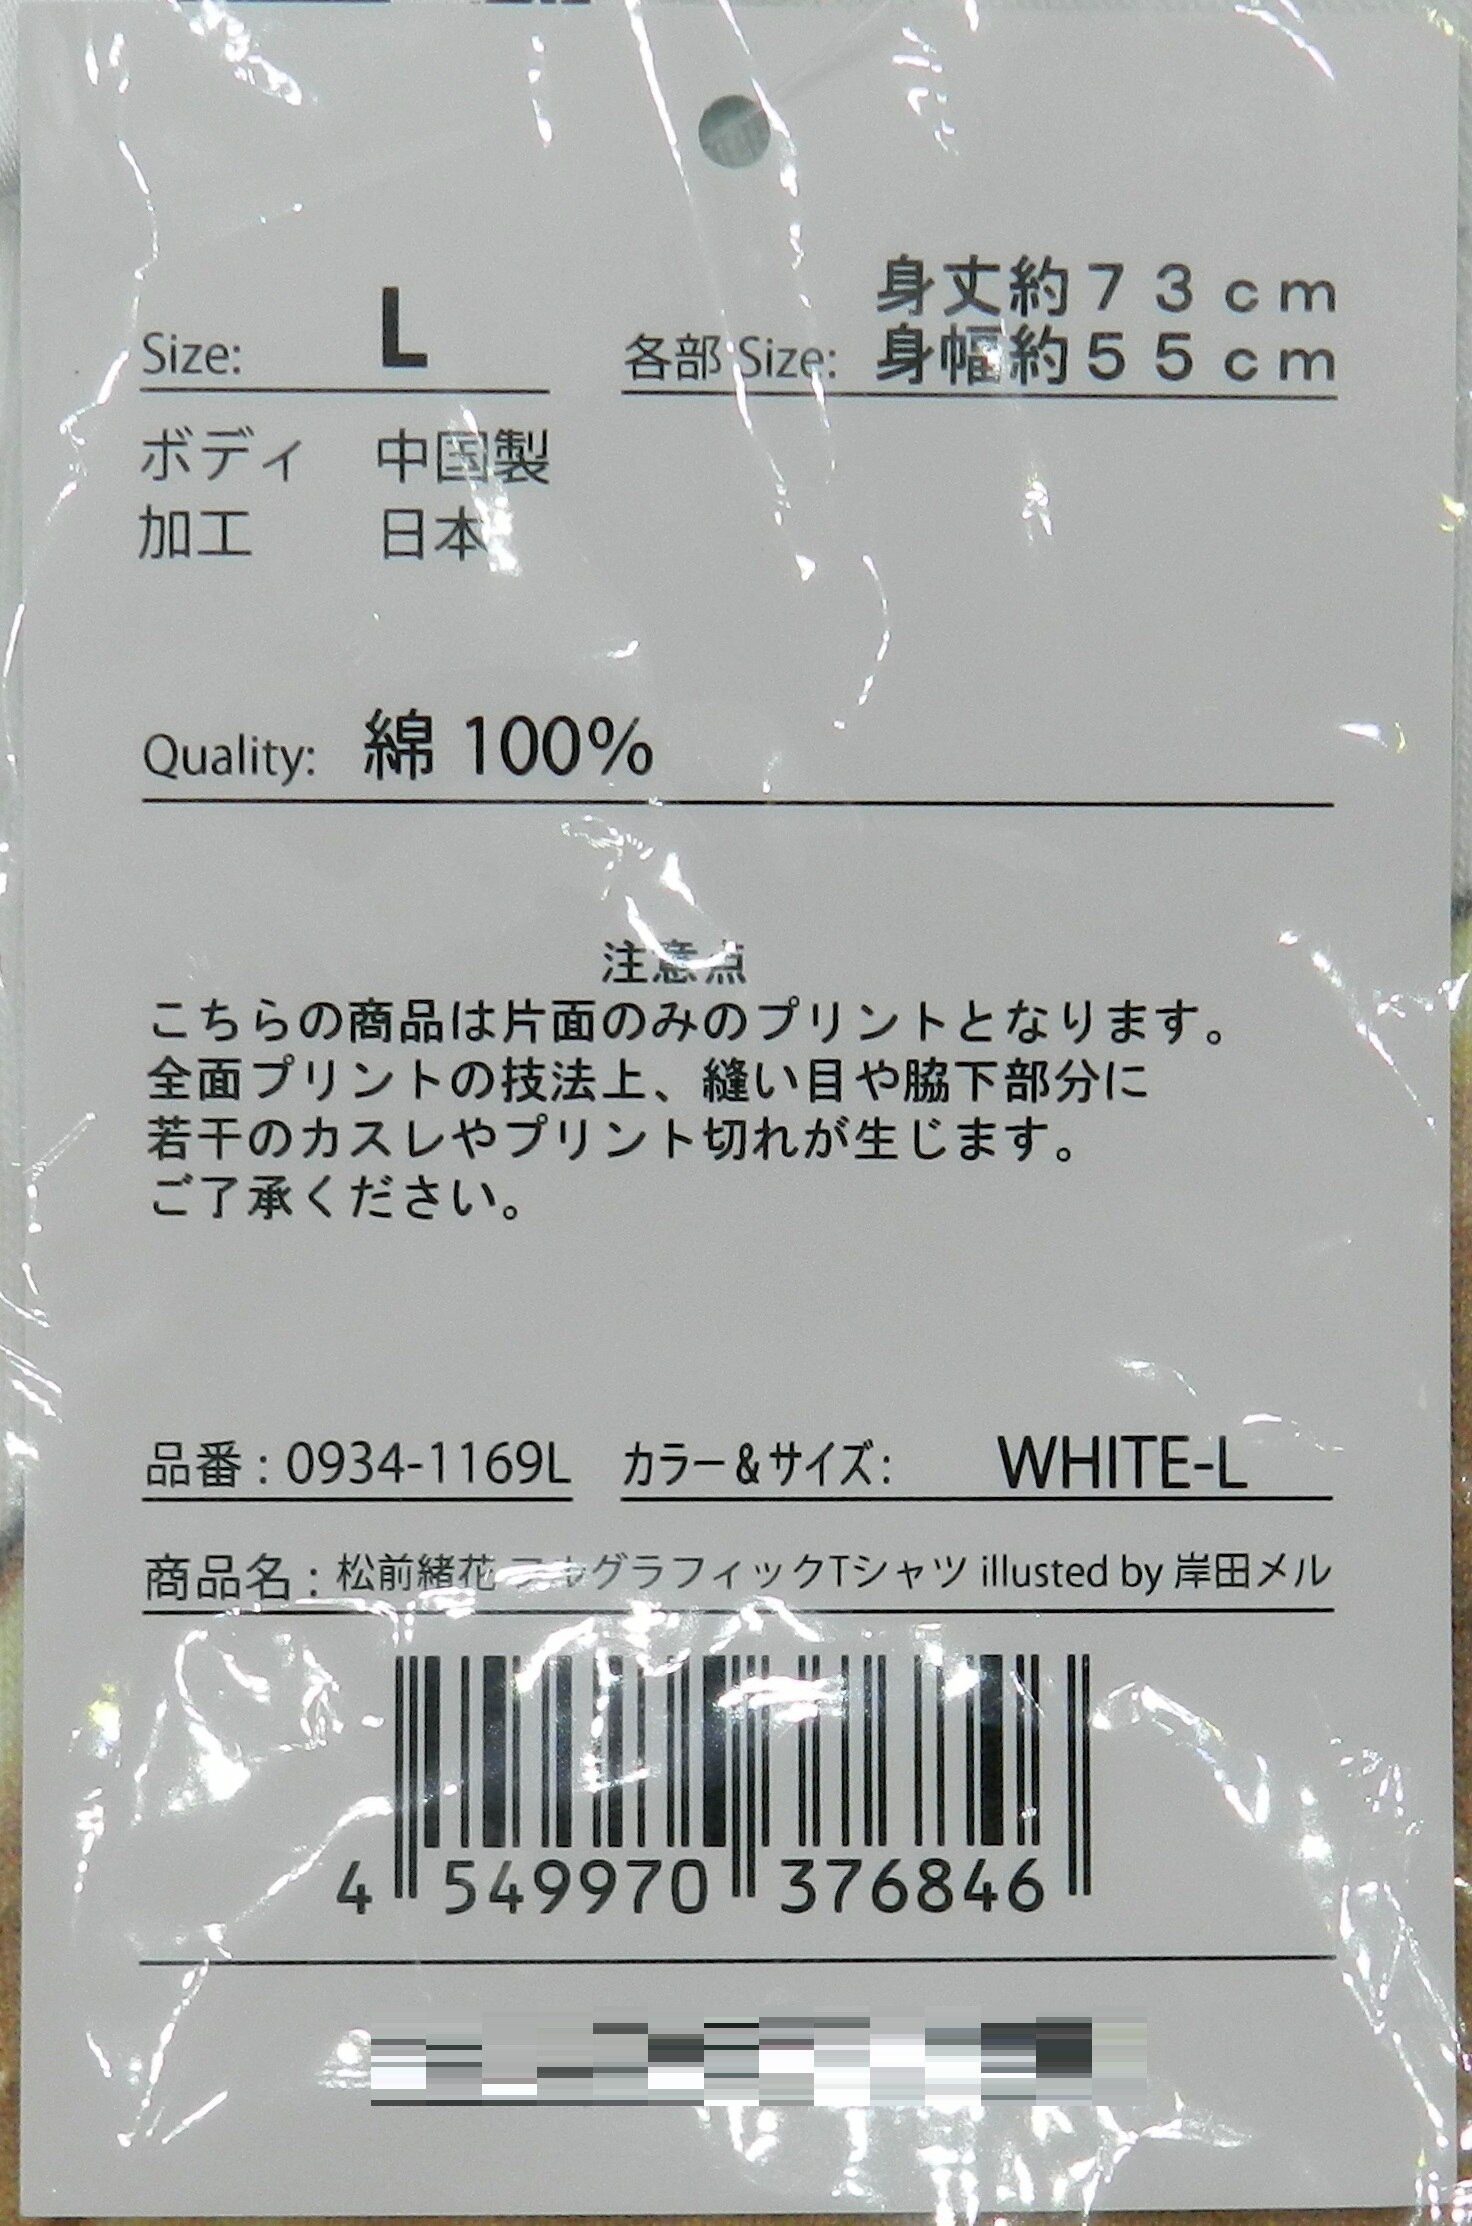 身丈約７３ｃｍ
Size: L 各部 Size: 身幅約５５ｃｍ
ボディ 中国製
加工 日本
Quality: 綿 100%
注意点
こちらの商品は片面のみのプリントとなります。
全面プリントの技法上、縫い目や脇下部分に
若干のカスレやプリント切れが生じます。
ご了承ください。
品番 : 0934-1169L カラー＆サイズ: WHITE-L
商品名 : 松前緒花 フルグラフィックTシャツ illusted by 岸田メル
4 549970 376846